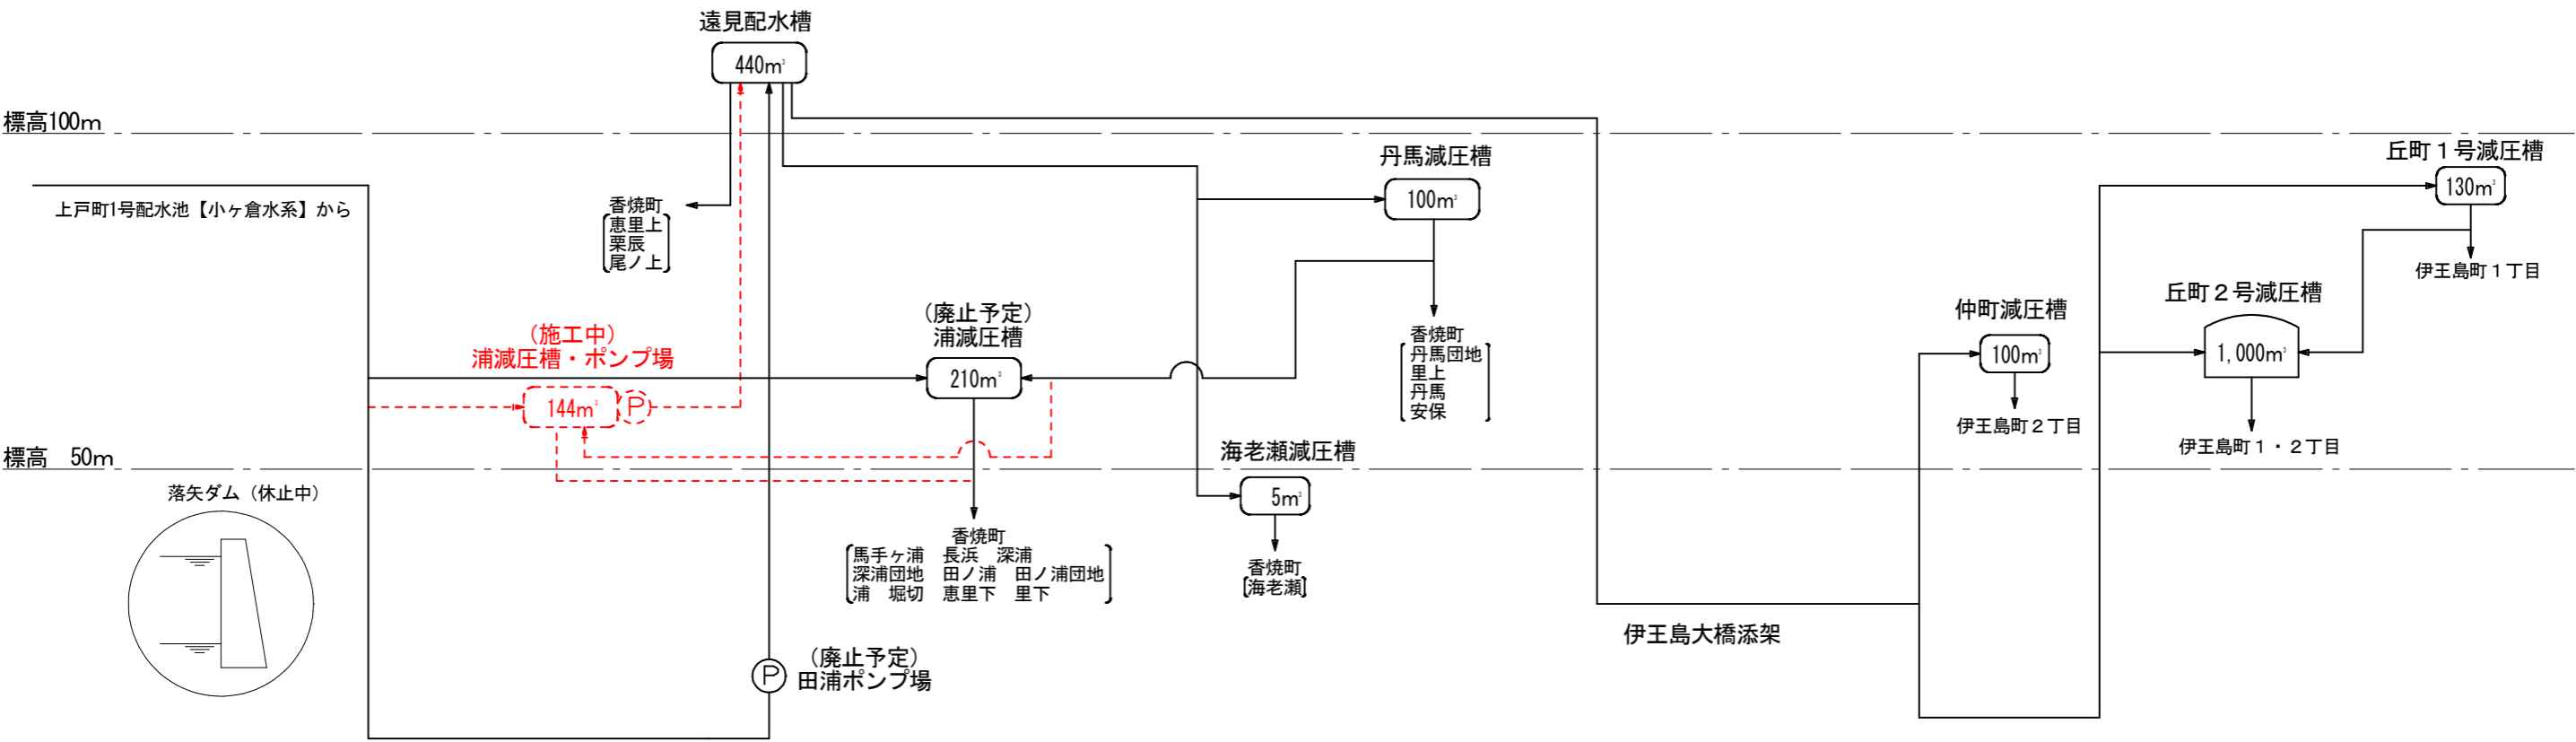 遠見配水槽
440m³
標高100m
上戸町1号配水池【小ヶ倉水系】から
香焼町
恵里上
栗辰
尾ノ上
丹馬減圧槽
100m³
丘町1号減圧槽
130m³
伊王島町1丁目
(廃止予定)
浦減圧槽
210m³
(施工中)
浦減圧槽・ポンプ場
144m³
P
香焼町
丹馬団地
里上
丹馬
安保
仲町減圧槽
100m³
伊王島町2丁目
丘町2号減圧槽
1,000m³
伊王島町1・2丁目
標高 50m
落矢ダム(休止中)
海老瀬減圧槽
5m³
香焼町
[海老瀬]
香焼町
馬手ヶ浦 長浜 深浦
深浦団地 田ノ浦 田ノ浦団地
浦 堀切 恵里下 里下
伊王島大橋添架
P
(廃止予定)
田浦ポンプ場